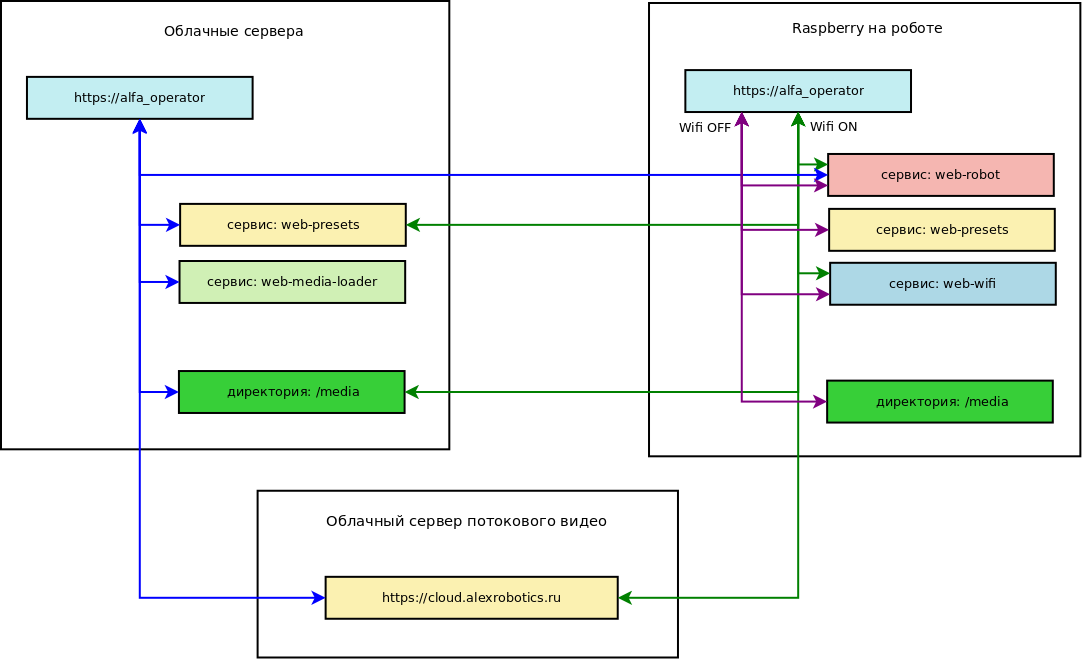 Облачные сервера
https://alfa_operator
сервис: web-presets
сервис: web-media-loader
директория: /media
Raspberry на роботе
https://alfa_operator
Wifi OFF
Wifi ON
сервис: web-robot
сервис: web-presets
сервис: web-wifi
директория: /media
Облачный сервер потокового видео
https://cloud.alexrobotics.ru